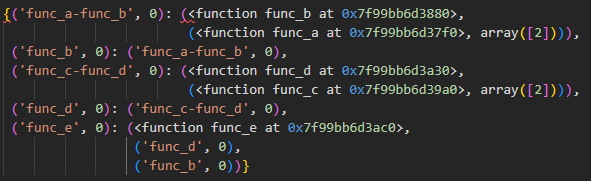 {('func_a-func_b', 0): (<function func_b at 0x7f99bb6d3880>,
(<function func_a at 0x7f99bb6d37f0>, array([2]))),
('func_b', 0): ('func_a-func_b', 0),
('func_c-func_d', 0): (<function func_d at 0x7f99bb6d3a30>,
(<function func_c at 0x7f99bb6d39a0>, array([2]))),
('func_d', 0): ('func_c-func_d', 0),
('func_e', 0): (<function func_e at 0x7f99bb6d3ac0>,
('func_d', 0),
('func_b', 0))}